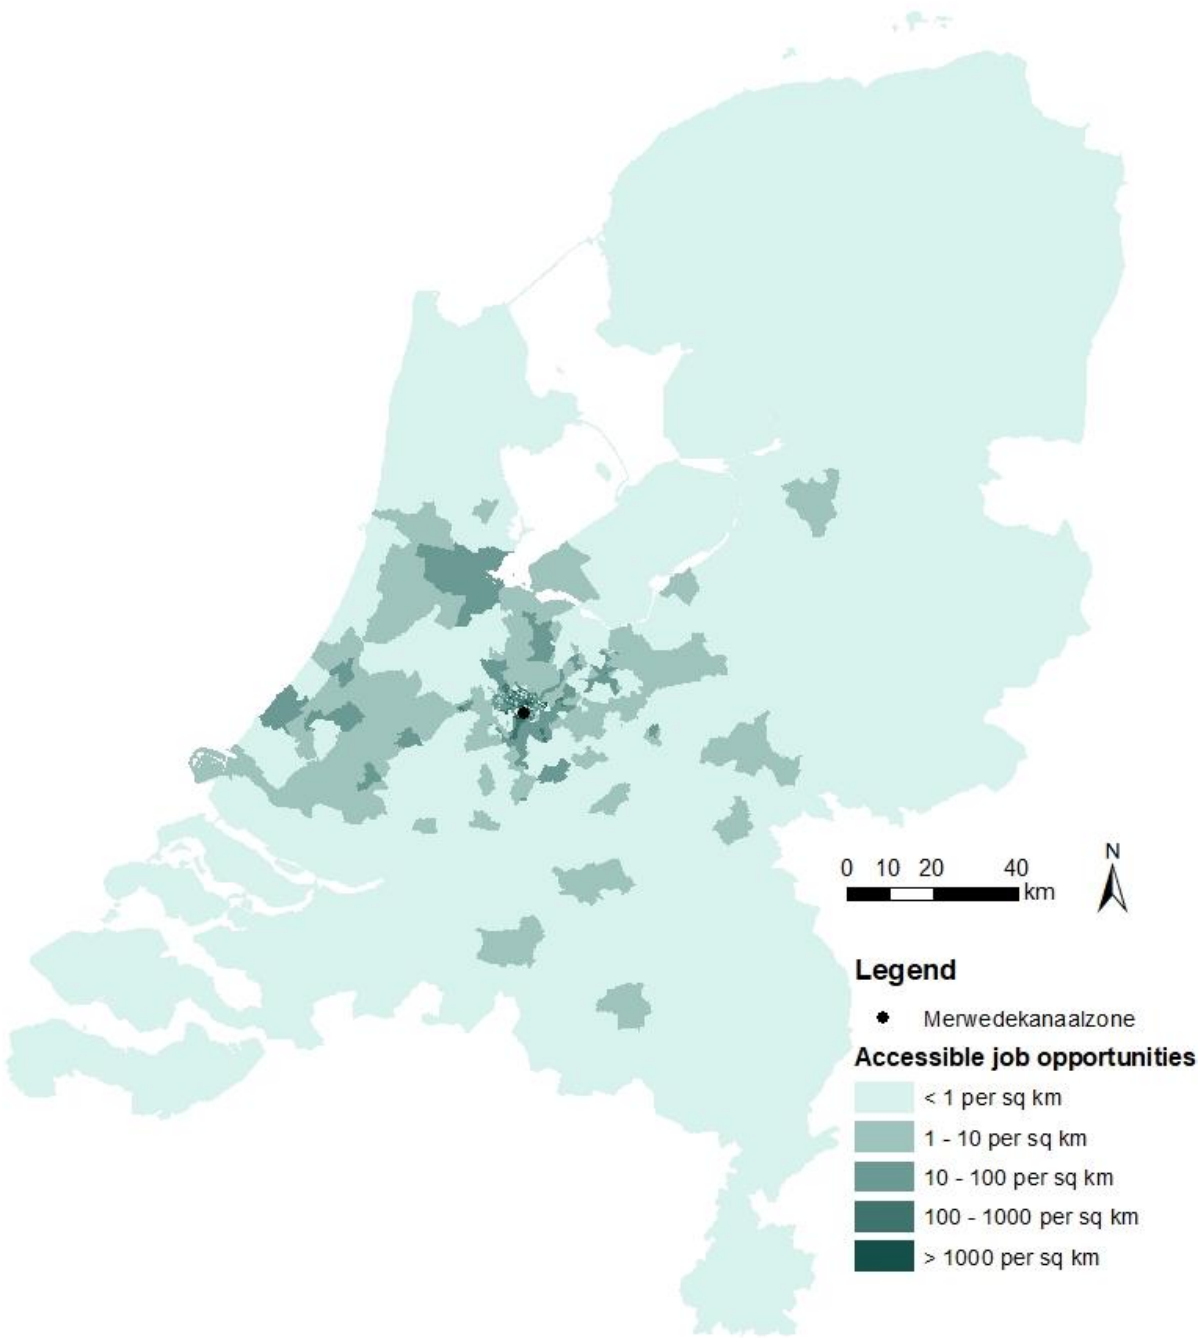 0 10 20 40
km
N
Legend
Merwedekanaalzone
Accessible job opportunities
< 1 per sq km
1 - 10 per sq km
10 - 100 per sq km
100 - 1000 per sq km
> 1000 per sq km